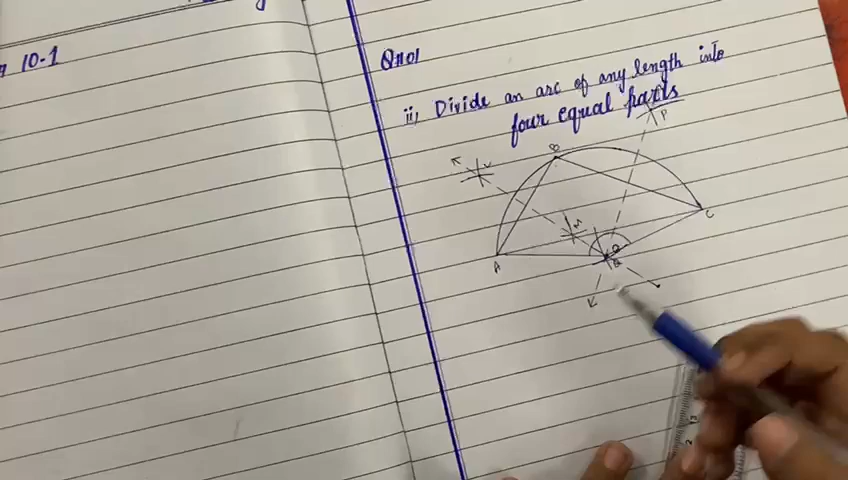 10-1
Q#01
ii, Divide an arc of any length into
four equal parts
P
B
L
M
C
O
A